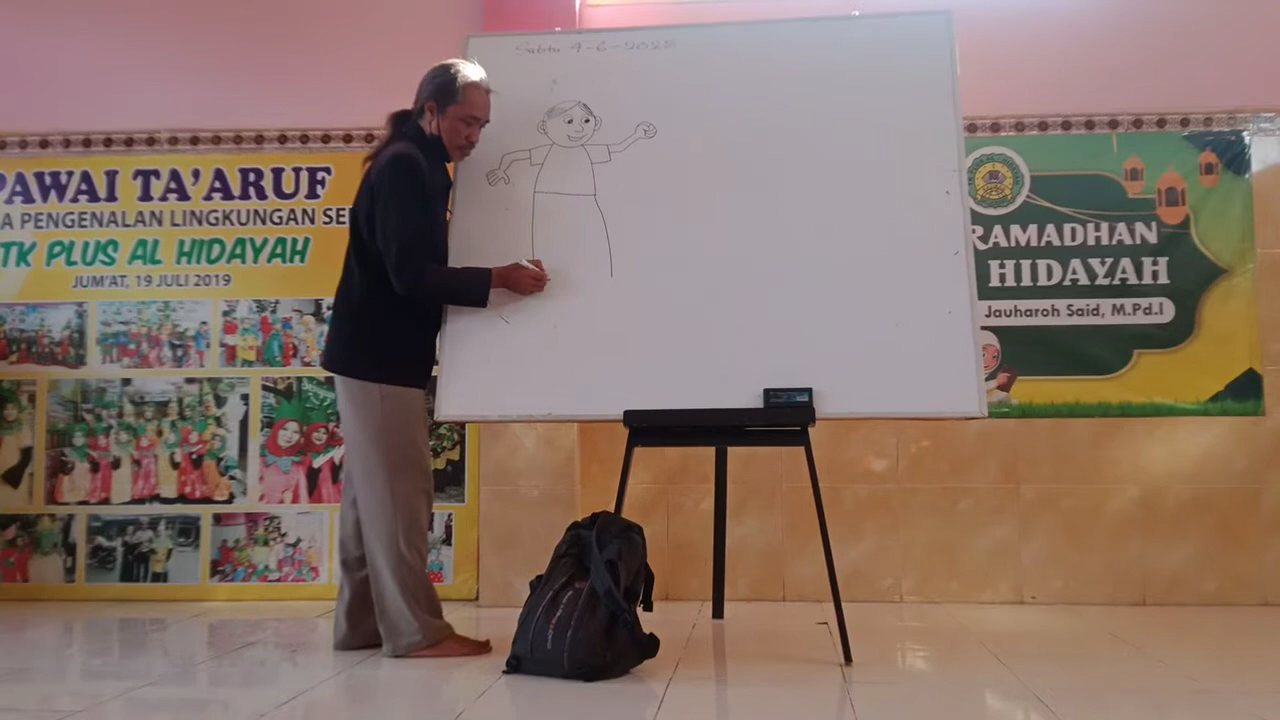 Sabtu 4-6-2022
PAWAI TA'ARUF
A PENGENALAN LINGKUNGAN SE
TK PLUS AL HIDAYAH
JUM'AT, 19 JULI 2019
RAMADHAN
HIDAYAH
Jauharoh Said, M.Pd.I